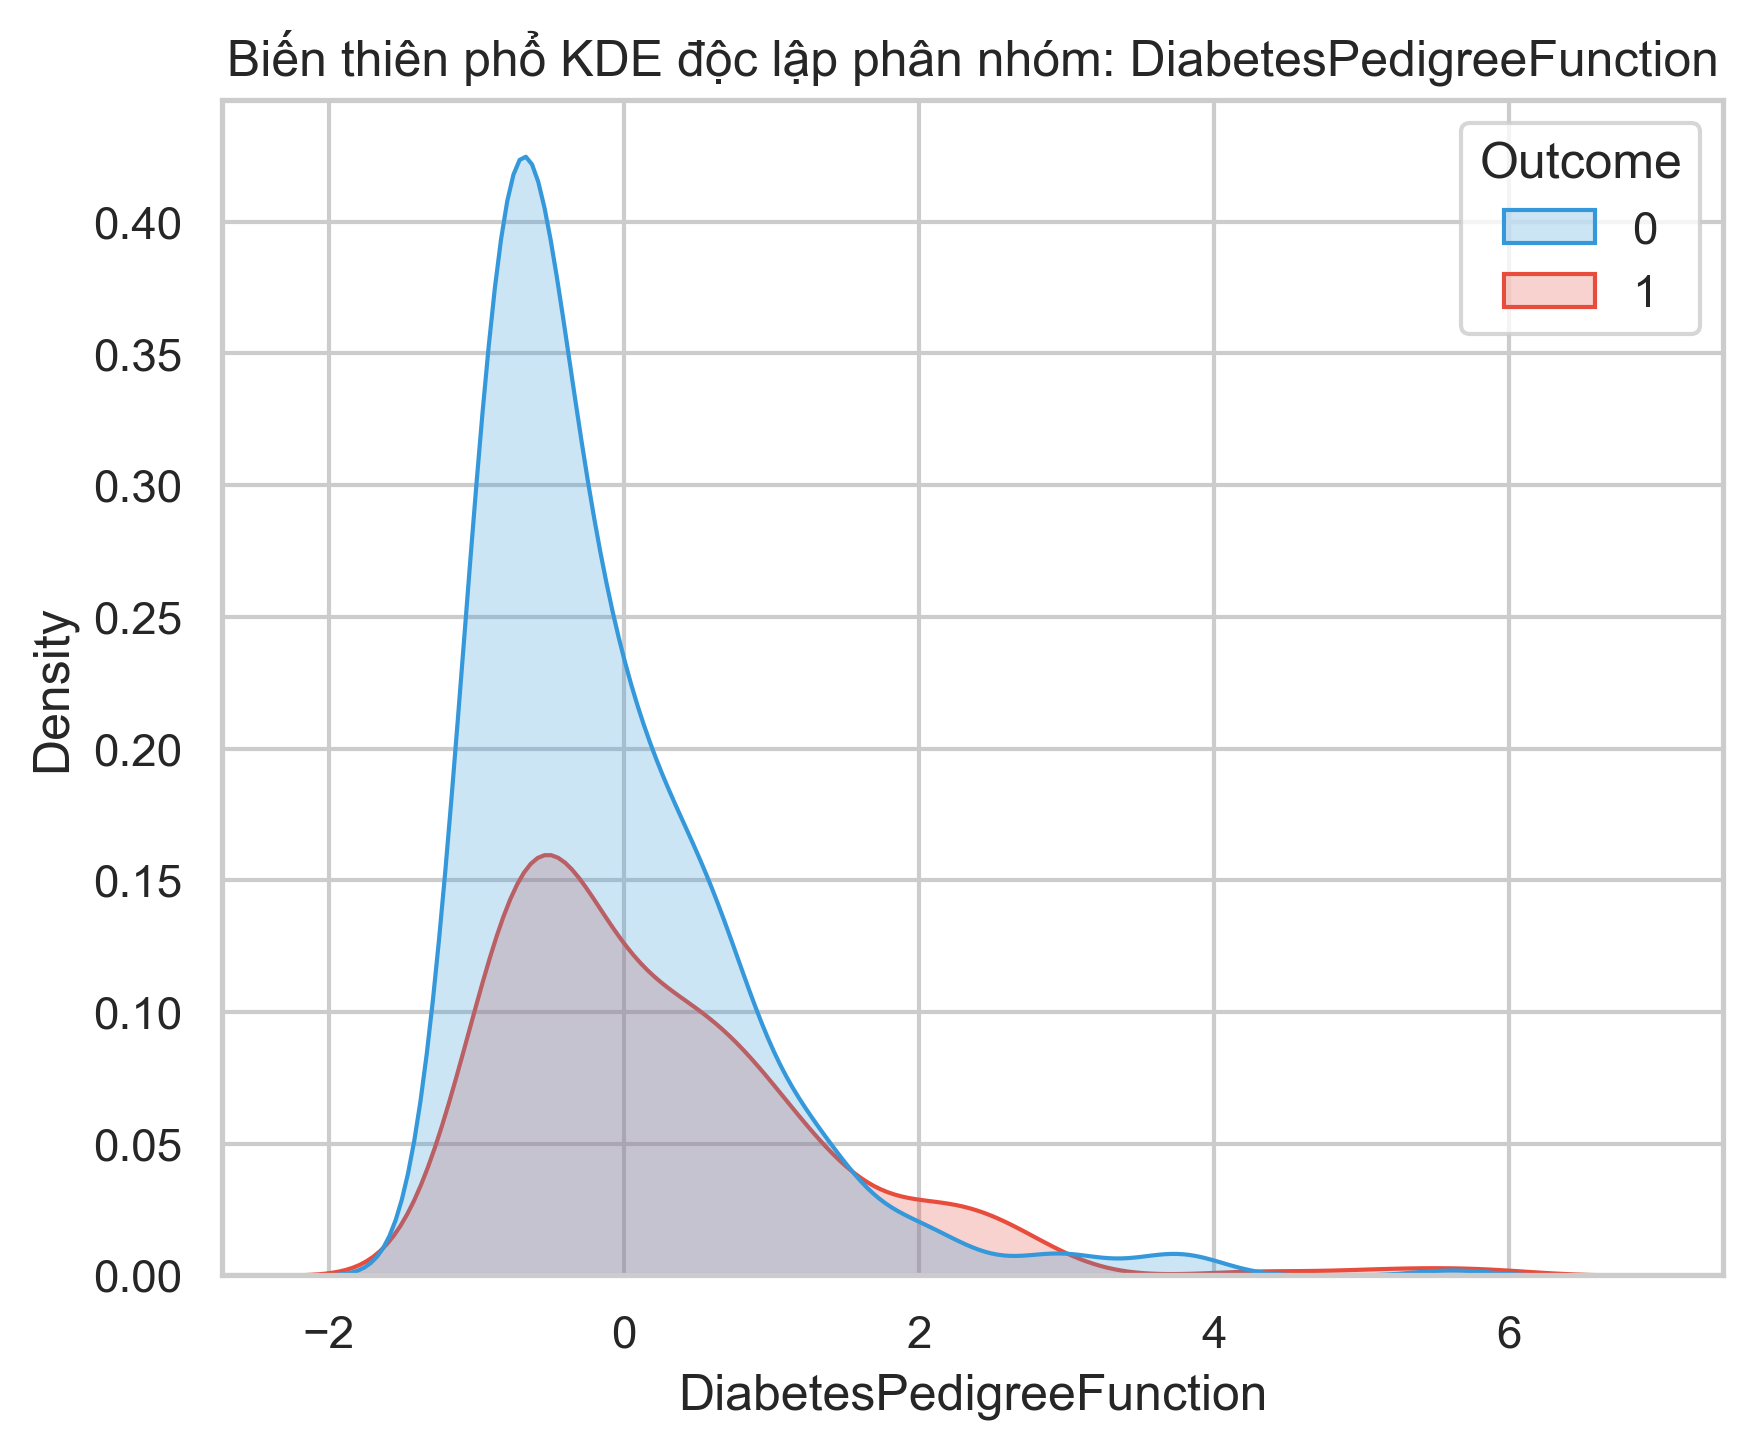 Biến thiên phổ KDE độc lập phân nhóm: DiabetesPedigreeFunction
Outcome
0
1
0.40
0.35
0.30
0.25
0.20
0.15
0.10
0.05
0.00
Density
−2 0 2 4 6
DiabetesPedigreeFunction